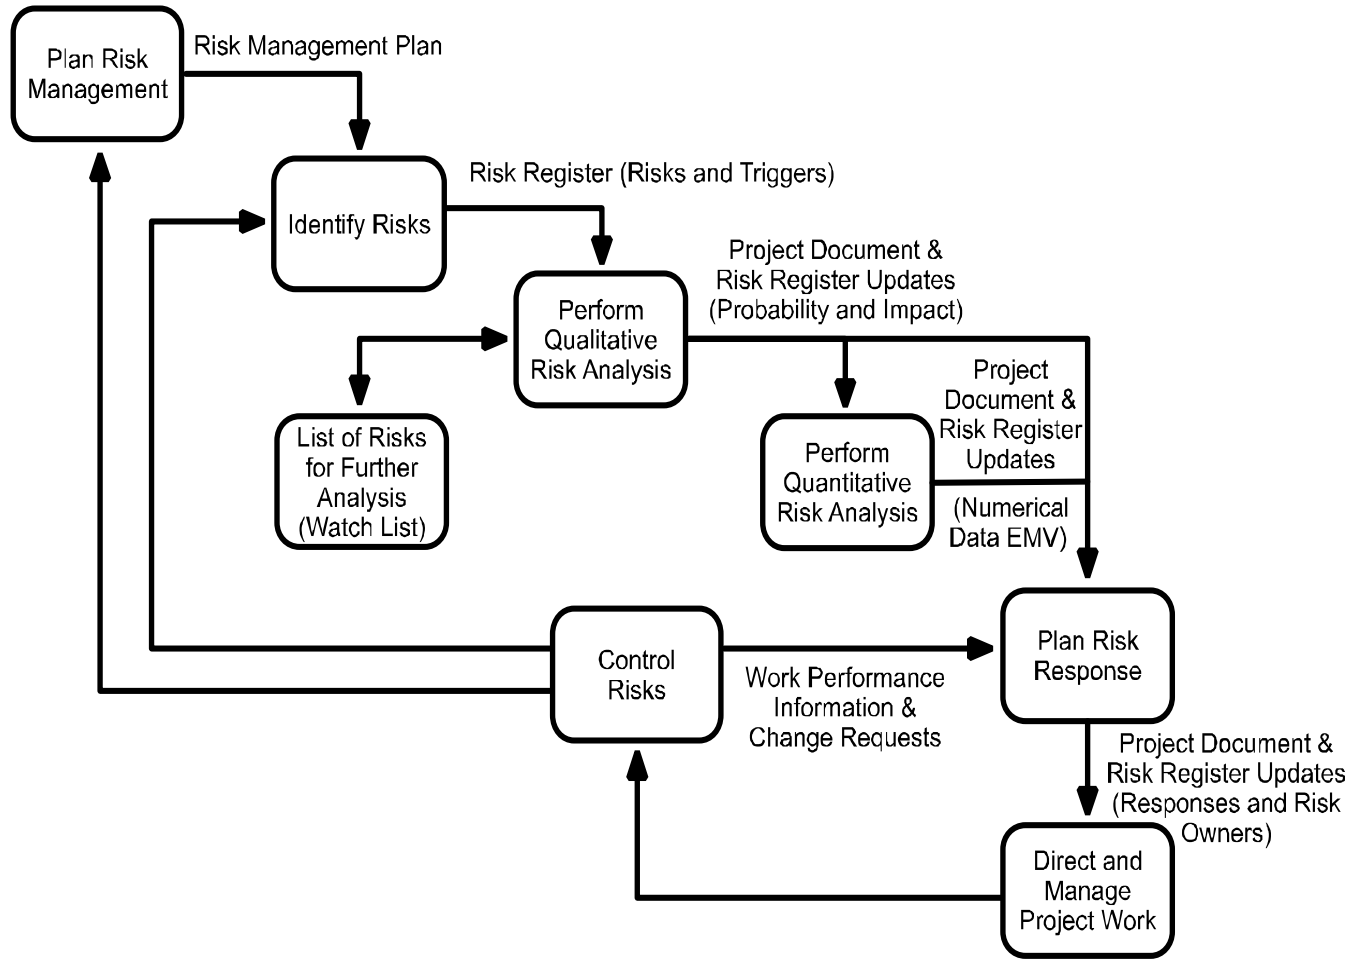 Plan Risk
Management
Risk Management Plan
Identify Risks
Risk Register (Risks and Triggers)
Perform
Qualitative
Risk Analysis
Project Document &
Risk Register Updates
(Probability and Impact)
List of Risks
for Further
Analysis
(Watch List)
Perform
Quantitative
Risk Analysis
Project
Document &
Risk Register
Updates
(Numerical
Data EMV)
Control
Risks
Work Performance
Information &
Change Requests
Plan Risk
Response
Project Document &
Risk Register Updates
(Responses and Risk
Owners)
Direct and
Manage
Project Work